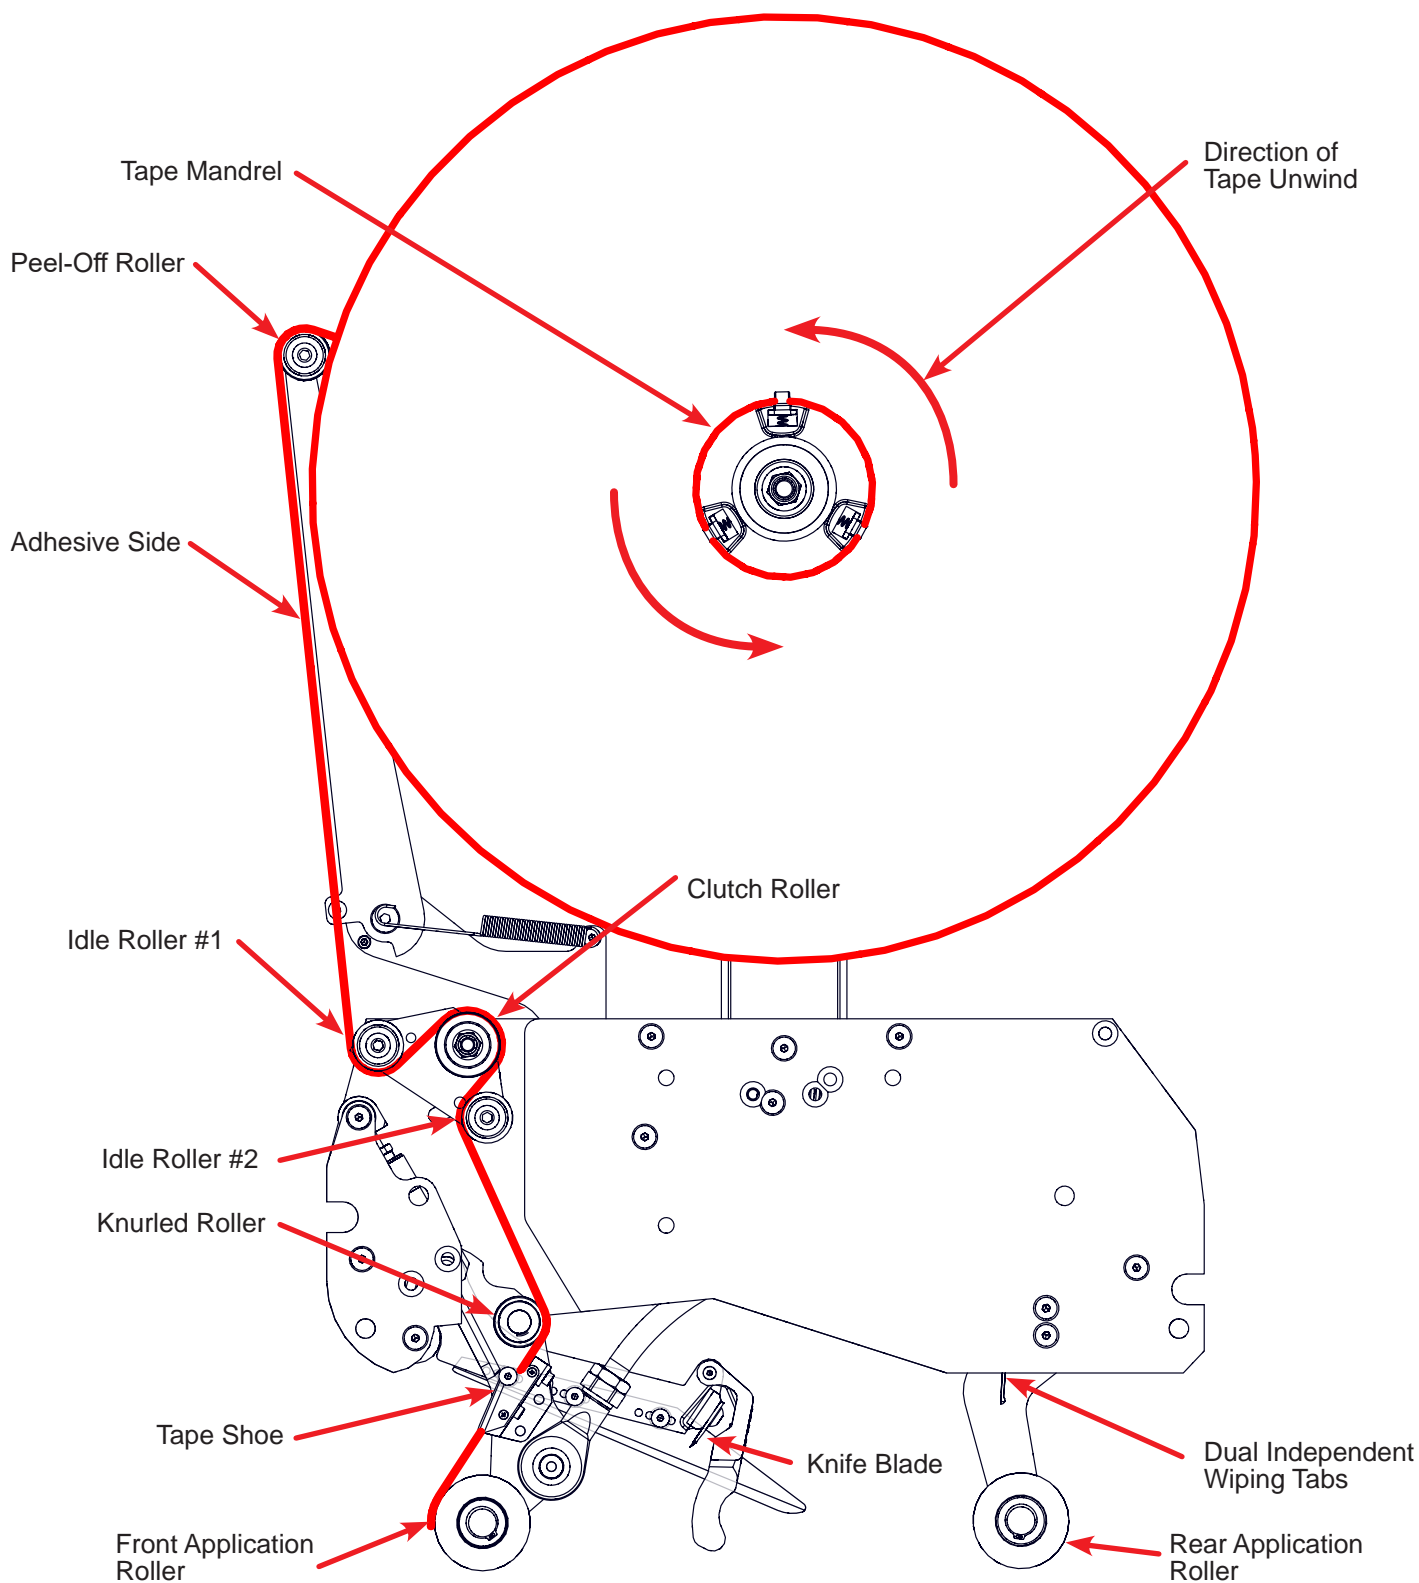 Direction of
Tape Unwind
Tape Mandrel
Peel-Off Roller
Adhesive Side
Clutch Roller
Idle Roller #1
Idle Roller #2
Knurled Roller
Tape Shoe
Knife Blade
Dual Independent
Wiping Tabs
Front Application
Roller
Rear Application
Roller